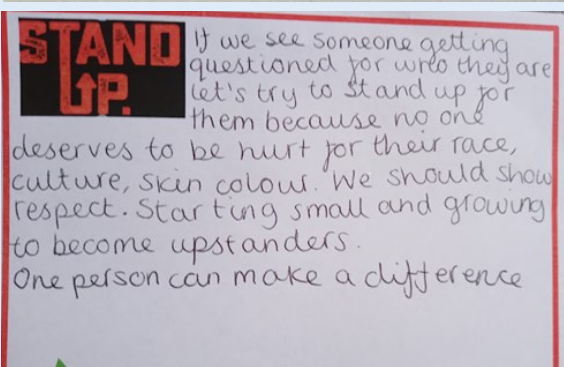 STAND
UP.
If we see someone getting
questioned for who they are
let's try to stand up for
them because no one
deserves to be hurt for their race,
culture, skin colour. We should show
respect. Starting small and growing
to become upstanders.
One person can make a difference